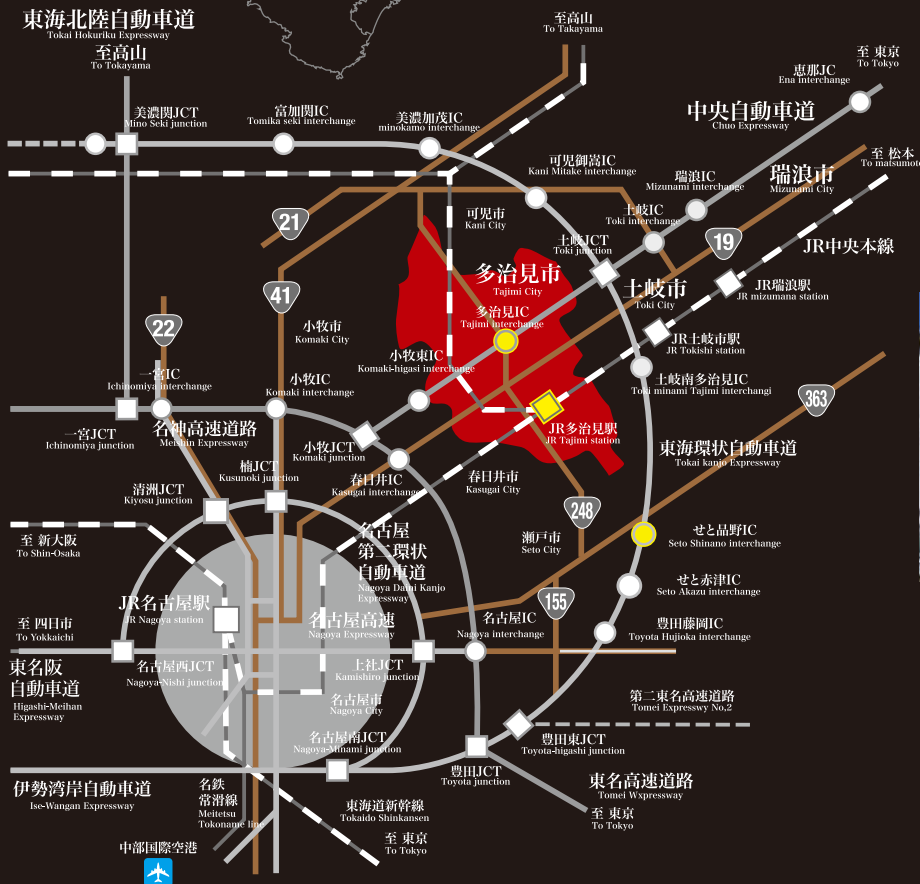 東海北陸自動車道
Tokai Hokuriku Expressway
至高山
To Tokayama
至高山
To Takayama
至 東京
To Tokyo
恵那JC
Ena interchange
中央自動車道
Chuo Expressway
美濃関JCT
Mino Seki junction
富加関IC
Tomika seki interchange
美濃加茂IC
minokamo interchange
可児御嵩IC
Kani Mitake interchange
至 松本
To matsumoto
瑞浪市
Mizunami City
瑞浪IC
Mizunami interchange
土岐IC
Toki interchange
可児市
Kani City
21
19
土岐JCT
Toki junction
JR中央本線
多治見市
Tajimi City
土岐市
Toki City
JR瑞浪駅
JR mizumana station
41
22
多治見IC
Tajimi interchange
小牧市
Komaki City
JR土岐市駅
JR Tokishi station
小牧東IC
Komaki-higasi interchange
一宮IC
Ichinomiya interchange
小牧IC
Komaki interchange
土岐南多治見IC
Toki minami Tajimi interchangi
363
一宮JCT
Ichinomiya junction
名神高速道路
Meishin Expressway
小牧JCT
Komaki junction
JR多治見駅
JR Tajimi station
東海環状自動車道
Tokai kanjo Expressway
楠JCT
Kusunoki junction
春日井IC
Kasugai interchange
春日井市
Kasugai City
清洲JCT
Kiyosu junction
248
至 新大阪
To Shin-Osaka
名古屋
第二環状
自動車道
Nagoya Daini Kanjo
Expressway
瀬戸市
Seto City
せと品野IC
Seto Shinano interchange
せと赤津IC
Seto Akazu interchange
155
JR名古屋駅
JR Nagoya station
名古屋高速
Nagoya Expressway
名古屋IC
Nagoya interchange
豊田藤岡IC
Toyota Hujioka interchange
至 四日市
To Yokkaichi
東名阪
自動車道
Higashi-Meihan
Expressway
名古屋西JCT
Nagoya-Nishi junction
上社JCT
Kamishiro junction
名古屋市
Nagoya City
第二東名高速道路
Tomei Expresswy No,2
名古屋南JCT
Nagoya-Minami junction
豊田東JCT
Toyota-higashi junction
豊田JCT
Toyota junction
東名高速道路
Tomei Wxpressway
伊勢湾岸自動車道
Ise-Wangan Expressway
名鉄
常滑線
Meitetsu
Tokoname line
東海道新幹線
Tokaido Shinkansen
至 東京
To Tokyo
至 東京
To Tokyo
中部国際空港